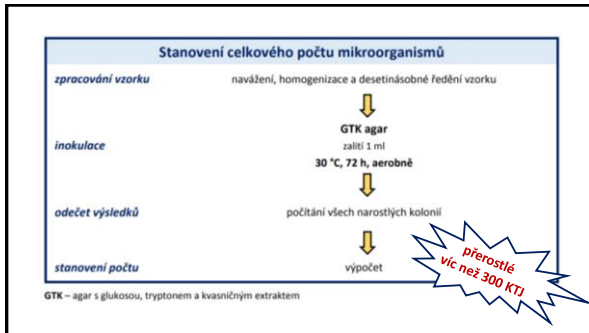 Stanovení celkového počtu mikroorganismů
zpracování vzorku
navážení, homogenizace a desetinásobné ředění vzorku
GTK agar
inokulace
zalití 1 ml
30 °C, 72 h, aerobně
odečet výsledků
počítání všech narostlých kolonií
přerostlé
víc než 300 KTJ
stanovení počtu
výpočet
GTK – agar s glukosou, tryptonem a kvasničným extraktem